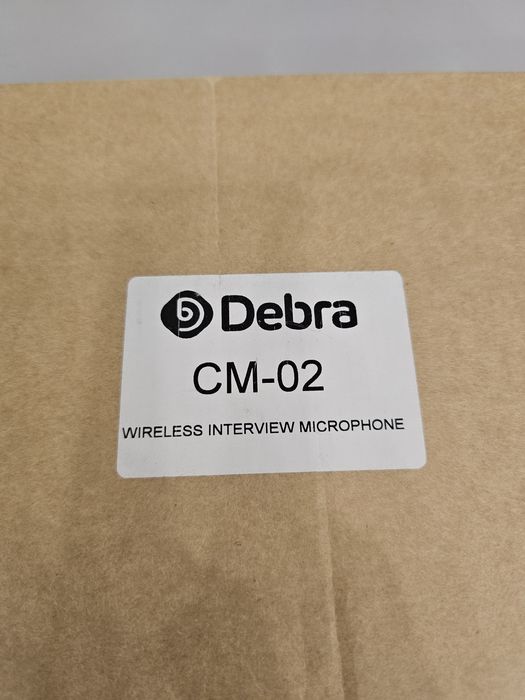 Debra
CM-02
WIRELESS INTERVIEW MICROPHONE